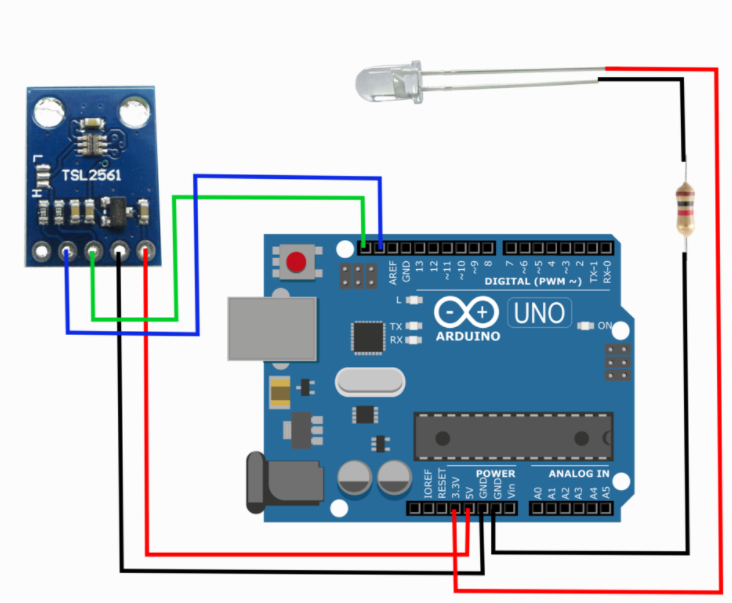 L
H
TSL2561
AREF
GND
13
12
~11
~10
~9
8
7
~6
~5
4
~3
2
TX-1
RX-0
DIGITAL (PWM ~)
L
TX
RX
- +
UNO
ARDUINO
ON
POWER
ANALOG IN
IOREF
RESET
3.3V
5V
GND
GND
Vin
A0
A1
A2
A3
A4
A5